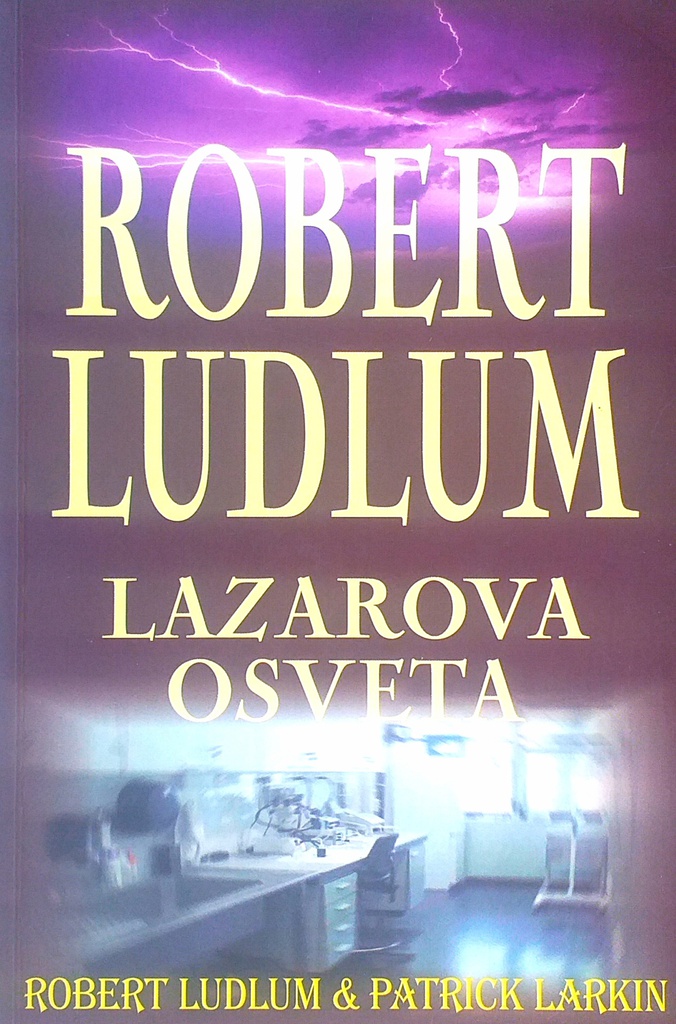 ROBERT
LUDLUM
LAZAROVA
OSVETA
ROBERT LUDLUM & PATRICK LARKIN